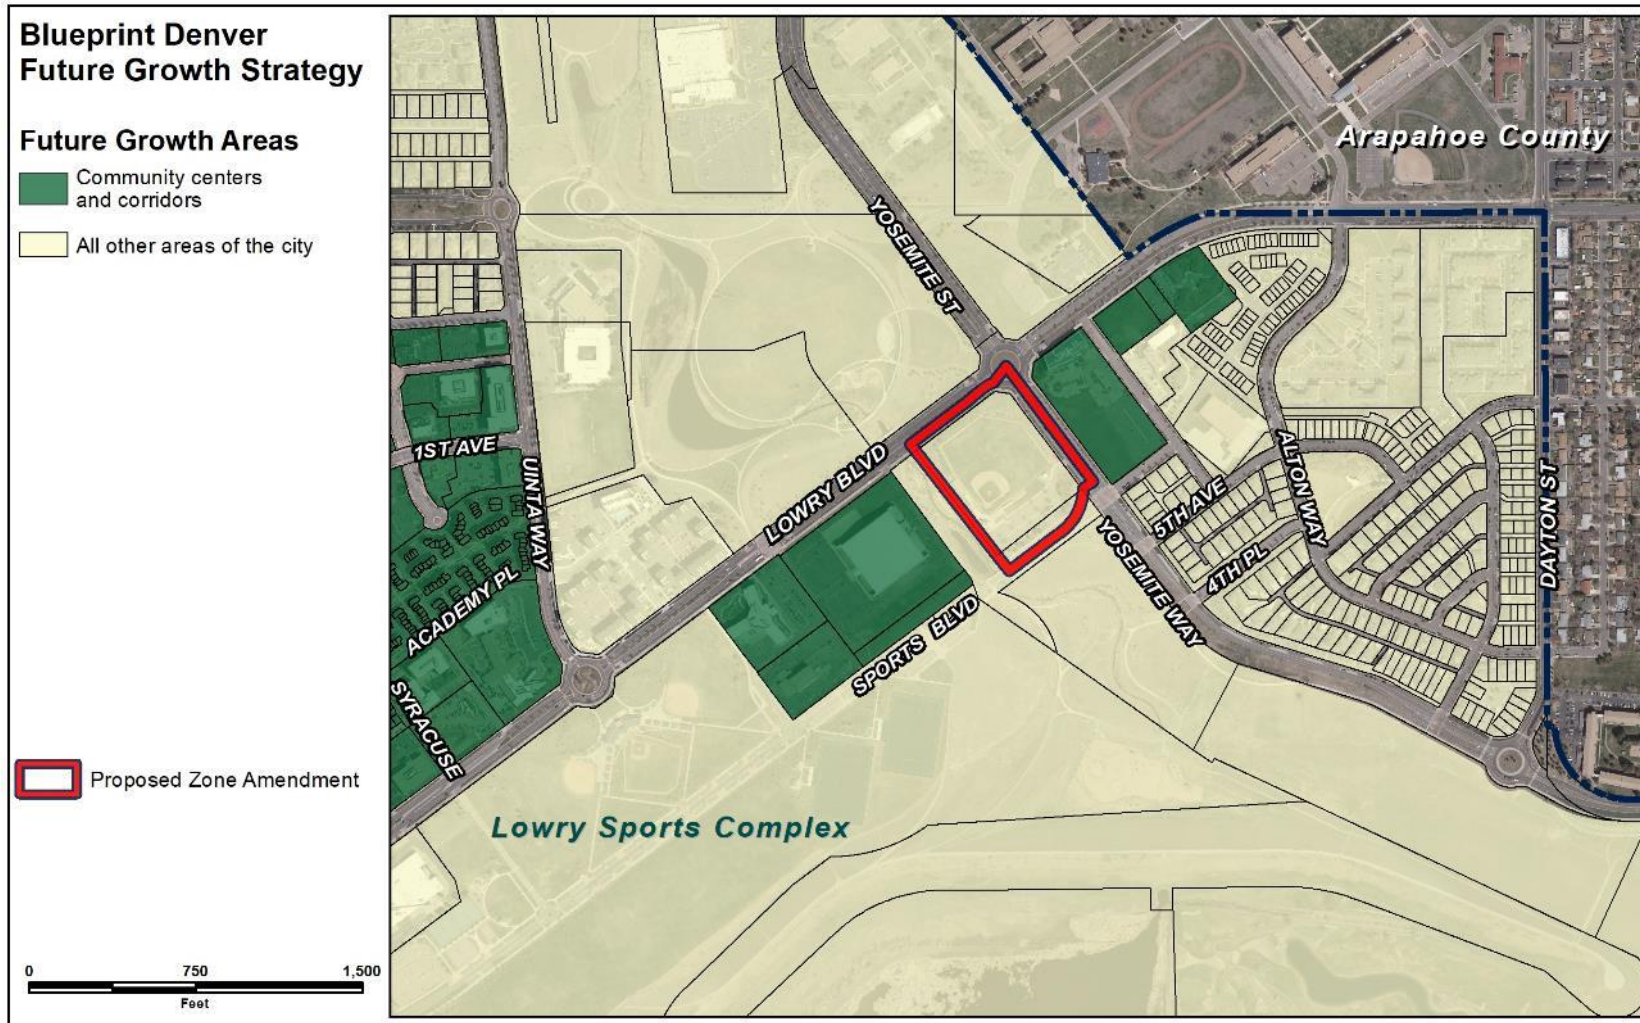 Blueprint Denver
Future Growth Strategy
Future Growth Areas
Community centers
and corridors
All other areas of the city
Proposed Zone Amendment
0 750 1,500
Feet
Arapahoe County
YOSEMITE ST
1ST AVE
UINTA WAY
LOWRY BLVD
ALTON WAY
5TH AVE
DAYTON ST
4TH PL
YOSEMITE WAY
ACADEMY PL
SPORTS BLVD
SYRACUSE
Lowry Sports Complex